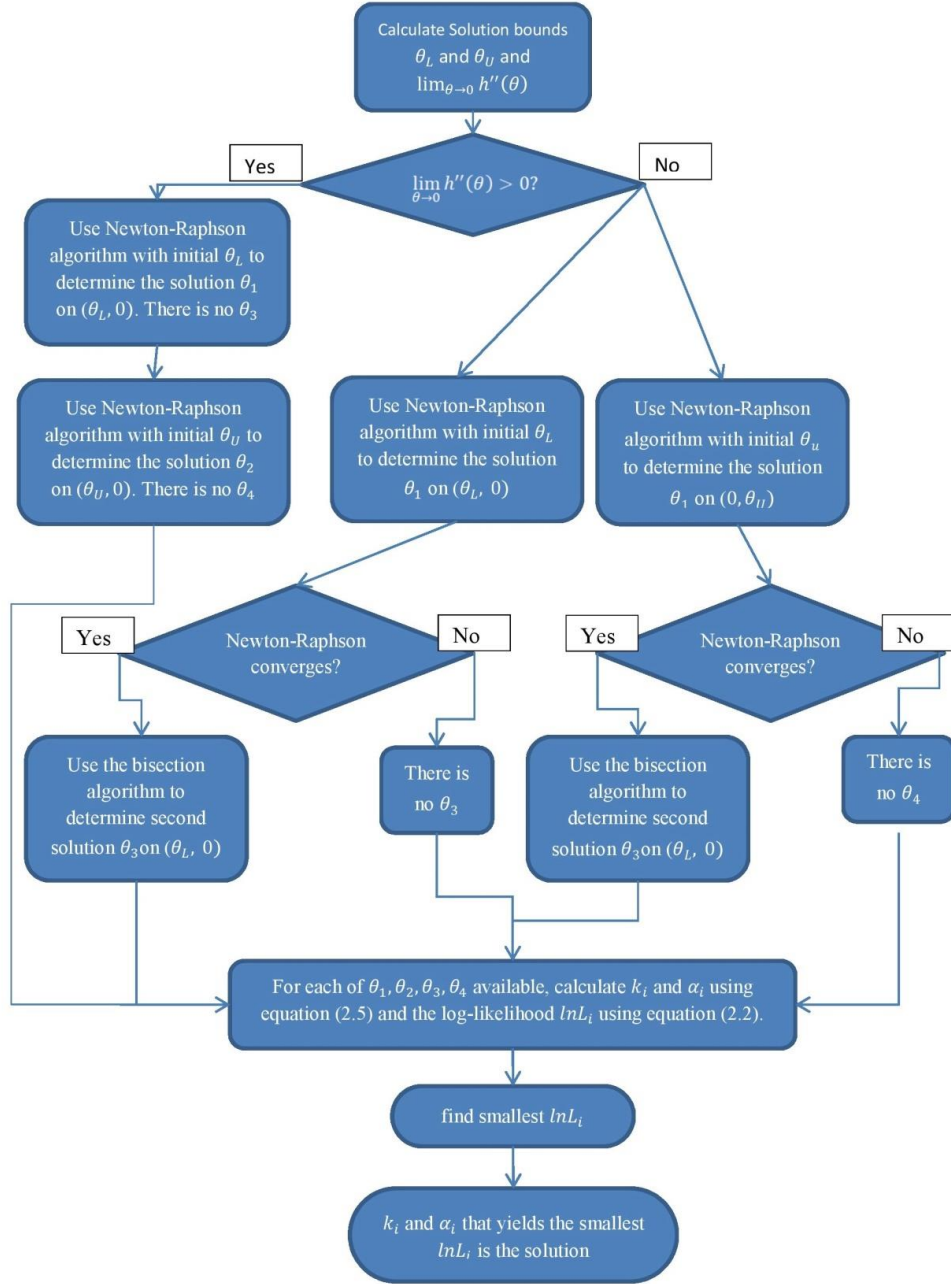 Calculate Solution bounds
θ_L and θ_U and
lim_{θ→0} h′′(θ)
Yes
No
lim_{θ→0} h′′(θ) > 0?
Use Newton-Raphson
algorithm with initial θ_L to
determine the solution θ_1
on (θ_L, 0). There is no θ_3
Use Newton-Raphson
algorithm with initial θ_U to
determine the solution θ_2
on (θ_U, 0). There is no θ_4
Use Newton-Raphson
algorithm with initial θ_L
to determine the solution
θ_1 on (θ_L, 0)
Use Newton-Raphson
algorithm with initial θ_u
to determine the solution
θ_1 on (0, θ_U)
Yes
No
Newton-Raphson
converges?
Yes
No
Newton-Raphson
converges?
Use the bisection
algorithm to
determine second
solution θ_3on (θ_L, 0)
There is
no θ_3
Use the bisection
algorithm to
determine second
solution θ_3on (θ_L, 0)
There is
no θ_4
For each of θ_1, θ_2, θ_3, θ_4 available, calculate k_i and α_i using
equation (2.5) and the log-likelihood lnL_i using equation (2.2).
find smallest lnL_i
k_i and α_i that yields the smallest
lnL_i is the solution